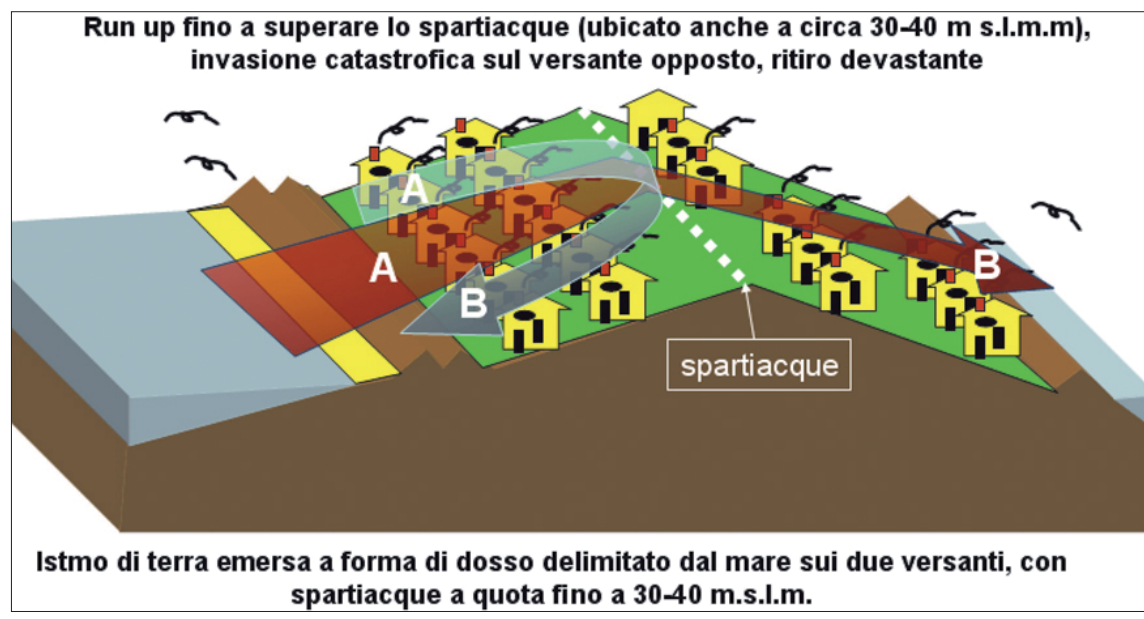 Run up fino a superare lo spartiacque (ubicato anche a circa 30-40 m s.l.m.m),
invasione catastrofica sul versante opposto, ritiro devastante
A
A
B
B
spartiacque
Istmo di terra emersa a forma di dosso delimitato dal mare sui due versanti, con
spartiacque a quota fino a 30-40 m.s.l.m.